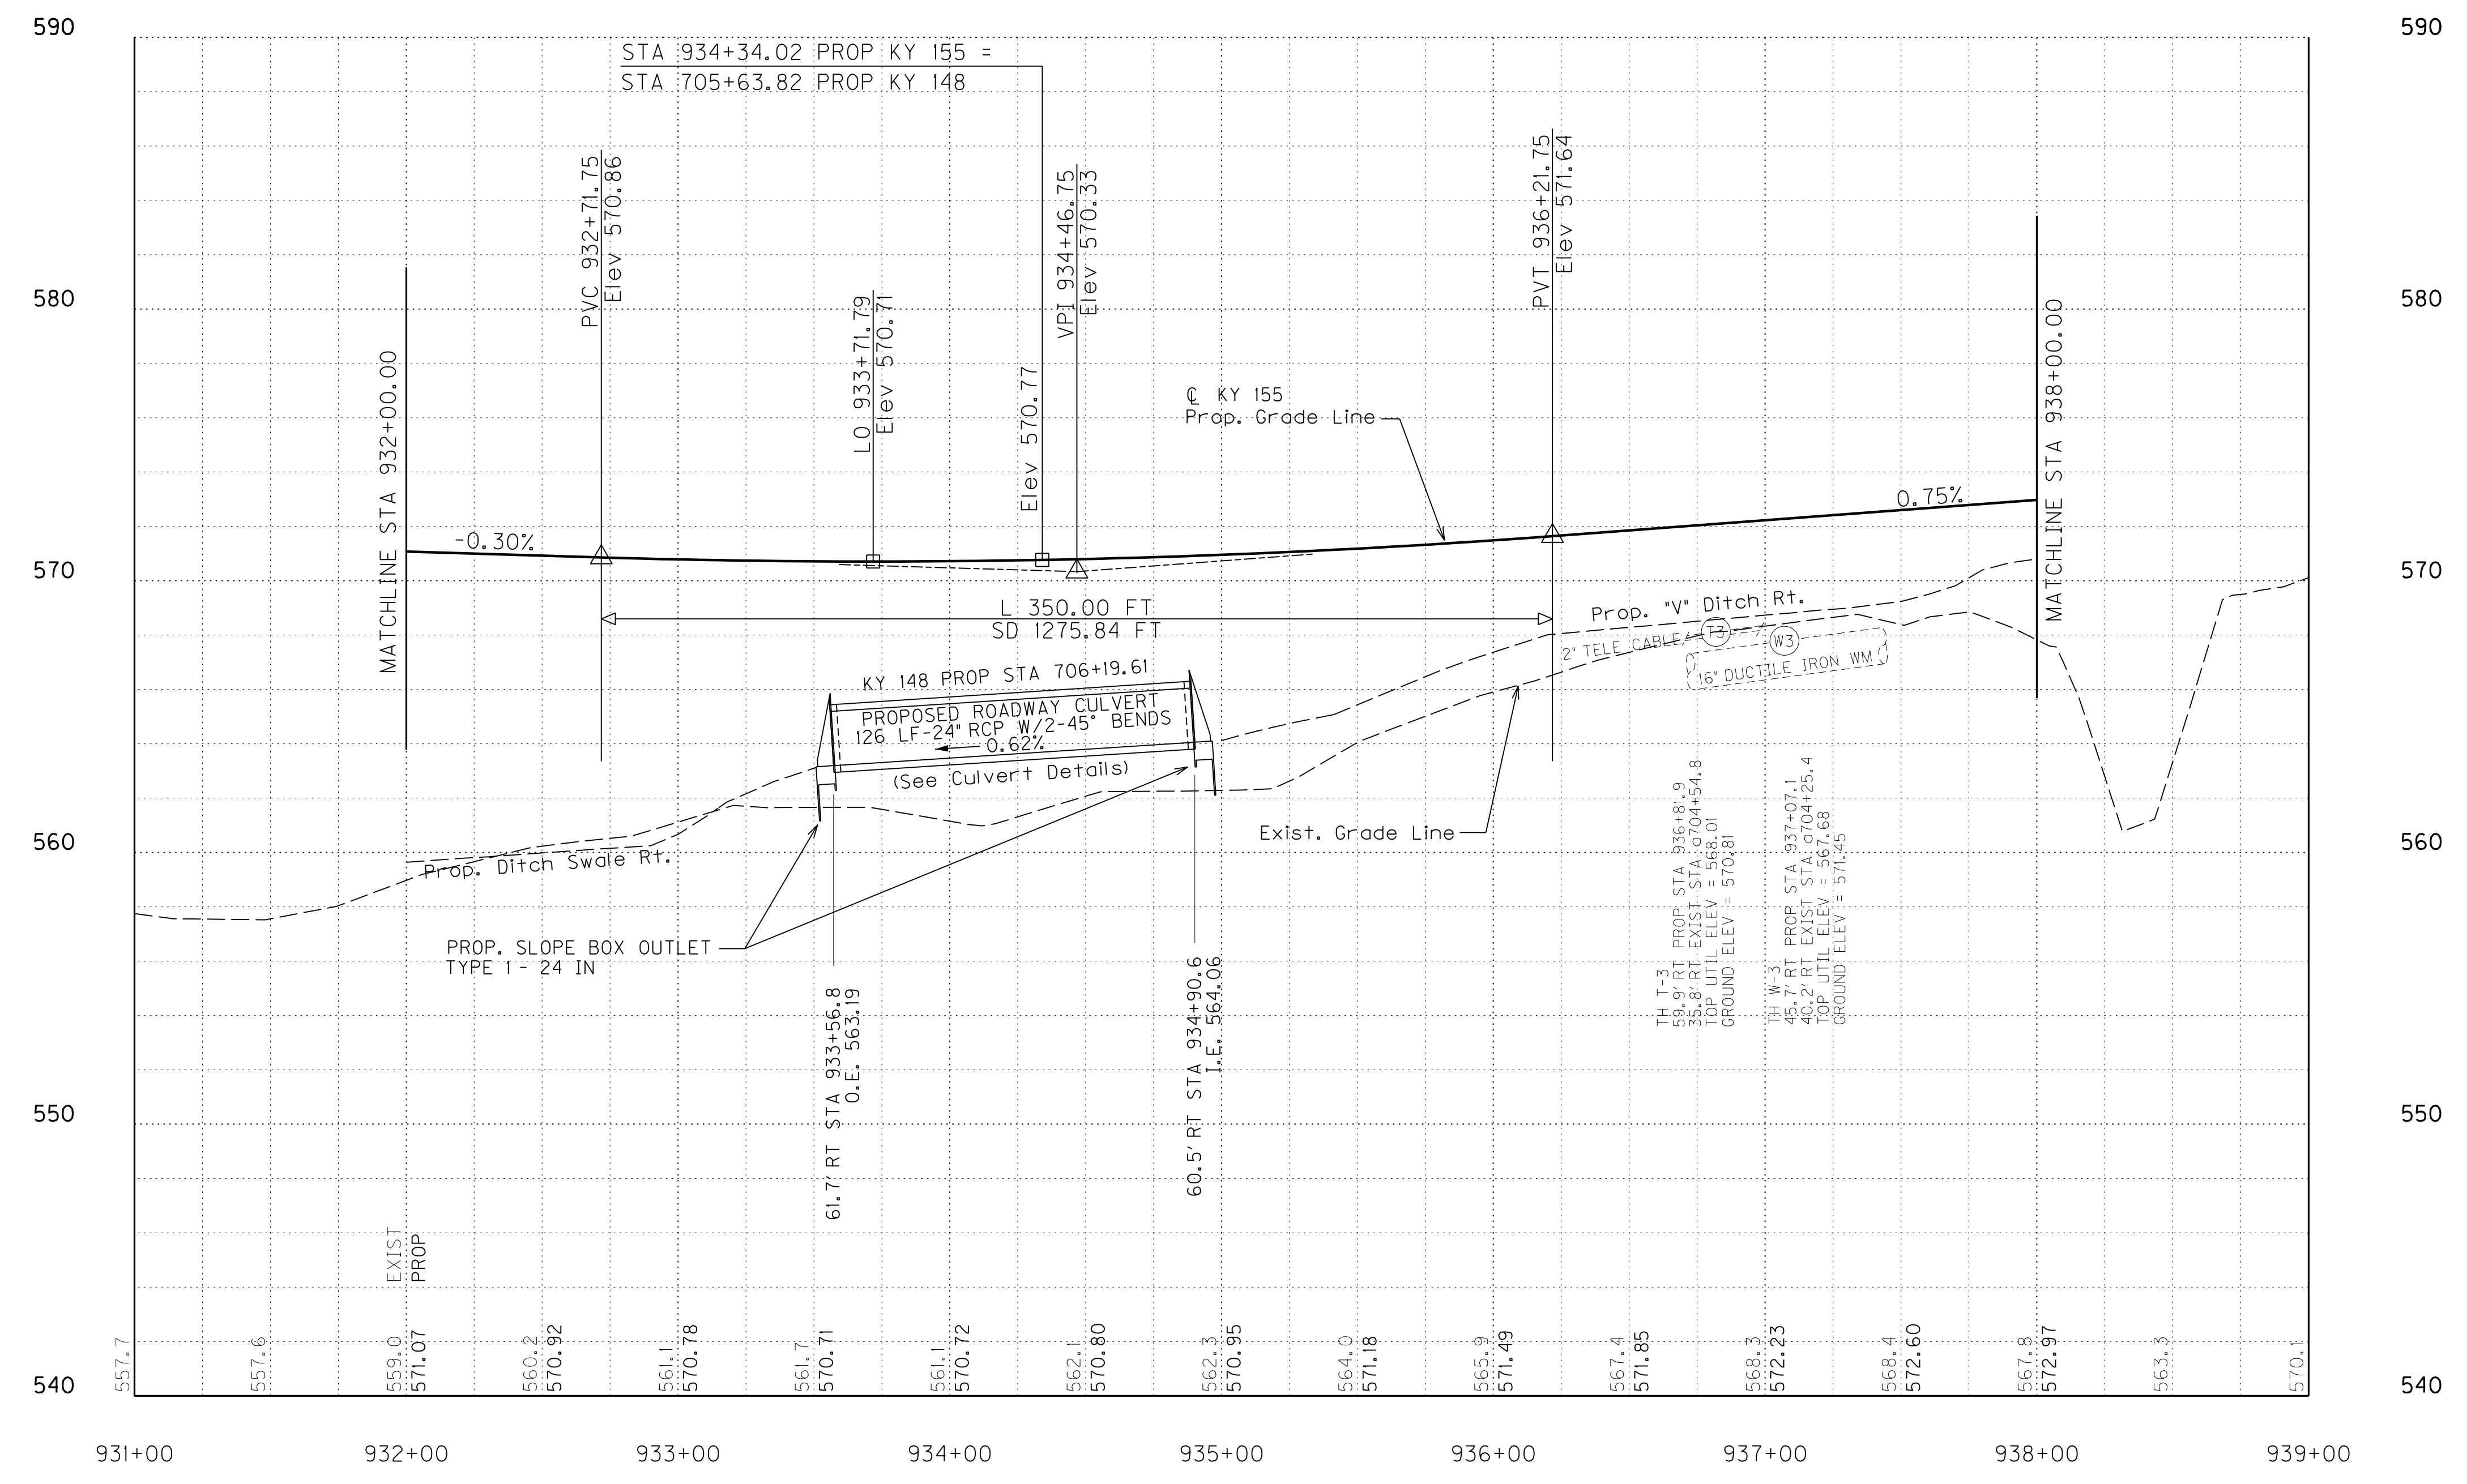 590
590
STA 934+34.02 PROP KY 155 =
STA 705+63.82 PROP KY 148
PVC 932+71.75
Elev 570.86
LO 933+71.79
Elev 570.71
Elev 570.77
VPI 934+46.75
Elev 570.33
PVT 936+21.75
Elev 571.64
580
580
MATCHLINE STA 932+00.00
MATCHLINE STA 938+00.00
℄ KY 155
Prop. Grade Line
-0.30%
0.75%
570
570
L 350.00 FT
SD 1275.84 FT
Prop. "V" Ditch Rt.
2" TELE CABLE
T3
W3
16" DUCTILE IRON WM
KY 148 PROP STA 706+19.61
PROPOSED ROADWAY CULVERT
126 LF-24" RCP W/2-45° BENDS
0.62%
(See Culvert Details)
Exist. Grade Line
560
560
Prop. Ditch Swale Rt.
PROP. SLOPE BOX OUTLET
TYPE 1 - 24 IN
61.7' RT STA 933+56.8
O.E. 563.19
60.5' RT STA 934+90.6
I.E. 564.06
TH T-3
59.9' RT PROP STA 936+81.9
35.8' RT EXIST STA a704+54.8
TOP UTIL ELEV = 568.01
GROUND ELEV = 570.81
TH W-3
45.7' RT PROP STA 937+07.1
40.2' RT EXIST STA a704+25.4
TOP UTIL ELEV = 567.68
GROUND ELEV = 571.45
550
550
EXIST
PROP
557.7
557.6
559.0
571.07
560.2
570.92
561.1
570.78
561.7
570.71
561.1
570.72
562.1
570.80
562.3
570.95
564.0
571.18
565.9
571.49
567.4
571.85
568.3
572.23
568.4
572.60
567.8
572.97
563.3
570.1
540
540
931+00
932+00
933+00
934+00
935+00
936+00
937+00
938+00
939+00